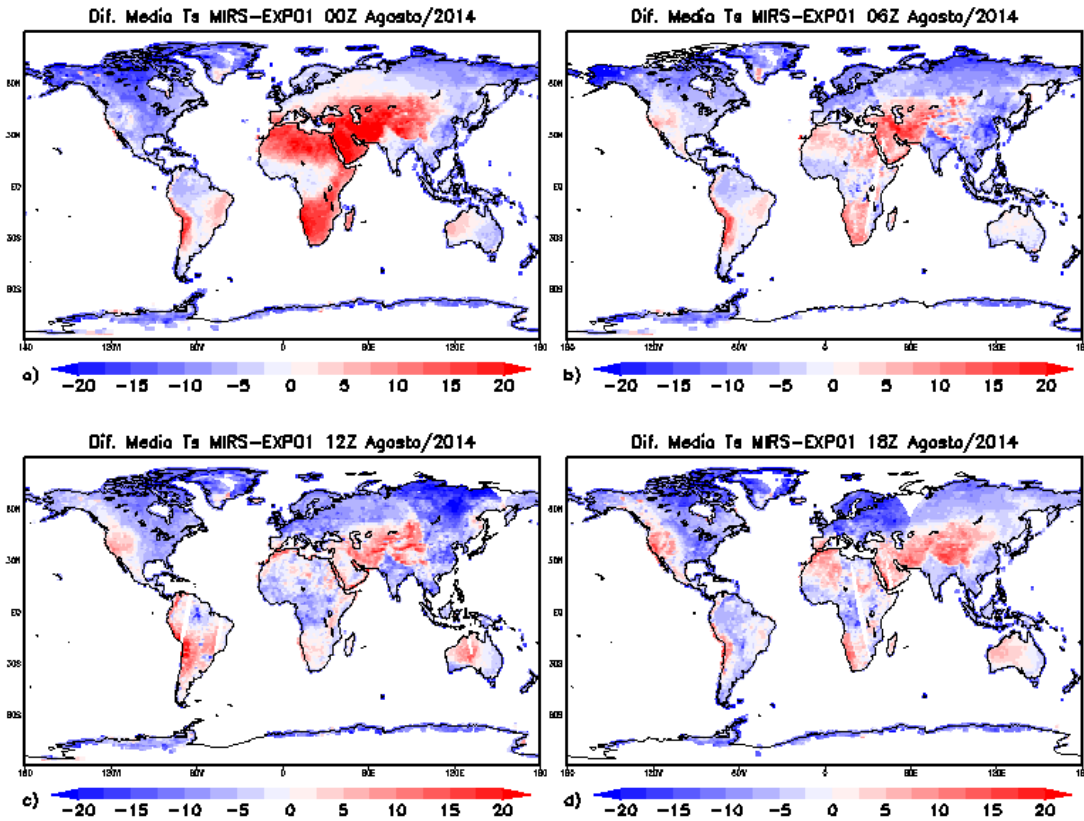 Dif. Media Ts MIRS-EXP01 00Z Agosto/2014
60N
30N
EQ
30S
60S
180 120W 60W 0 60E 120E 180
a) -20 -15 -10 -5 0 5 10 15 20
Dif. Media Ts MIRS-EXP01 06Z Agosto/2014
60N
30N
EQ
30S
60S
180 120W 60W 0 60E 120E 180
b) -20 -15 -10 -5 0 5 10 15 20
Dif. Media Ts MIRS-EXP01 12Z Agosto/2014
60N
30N
EQ
30S
60S
180 120W 60W 0 60E 120E 180
c) -20 -15 -10 -5 0 5 10 15 20
Dif. Media Ts MIRS-EXP01 18Z Agosto/2014
60N
30N
EQ
30S
60S
180 120W 60W 0 60E 120E 180
d) -20 -15 -10 -5 0 5 10 15 20